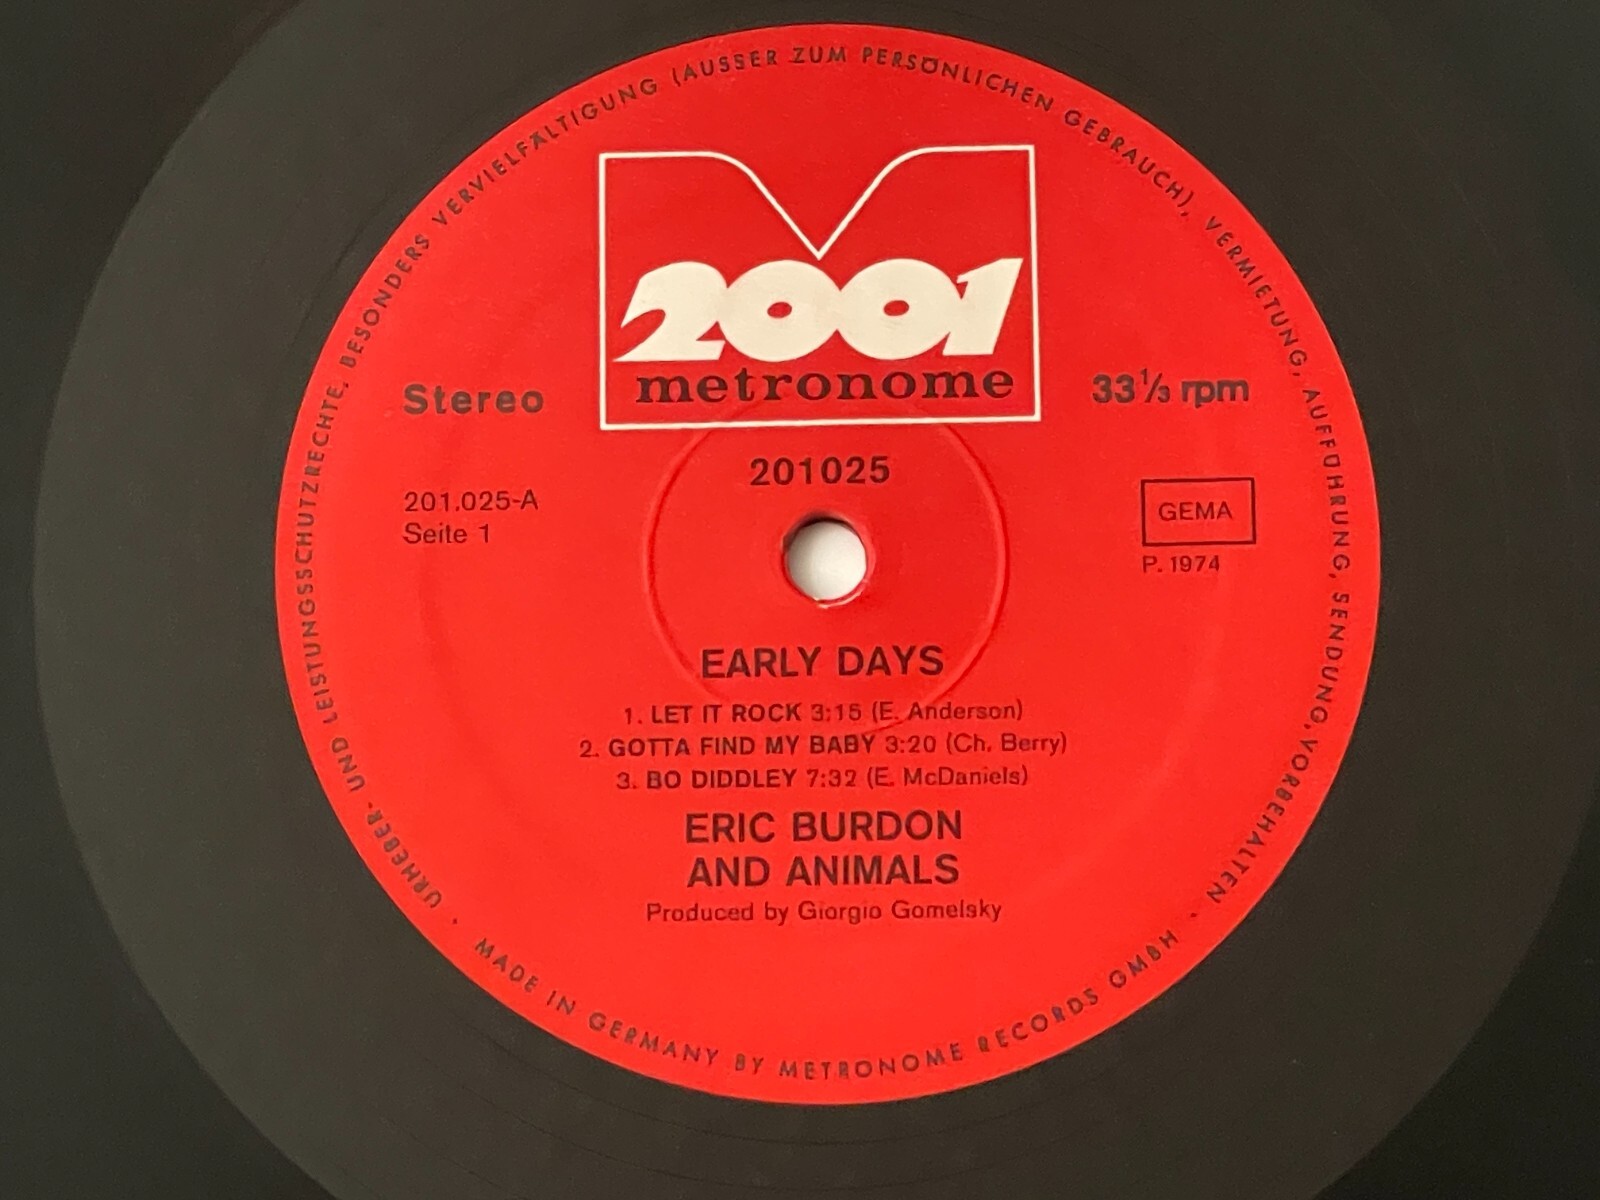 URHEBER- UND LEISTUNGSSCHUTZRECHTE, BESONDERS VERVIELFÄLTIGUNG (AUSSER ZUM PERSÖNLICHEN GEBRAUCH), VERMIETUNG, AUFFÜHRUNG, SENDUNG, VORBEHALTEN ·
2001
metronome
Stereo
33 1/3 rpm
201025
201.025-A
Seite 1
GEMA
P. 1974
EARLY DAYS
1. LET IT ROCK 3:15 (E. Anderson)
2. GOTTA FIND MY BABY 3:20 (Ch. Berry)
3. BO DIDDLEY 7:32 (E. McDaniels)
ERIC BURDON
AND ANIMALS
Produced by Giorgio Gomelsky
· MADE IN GERMANY BY METRONOME RECORDS GMBH